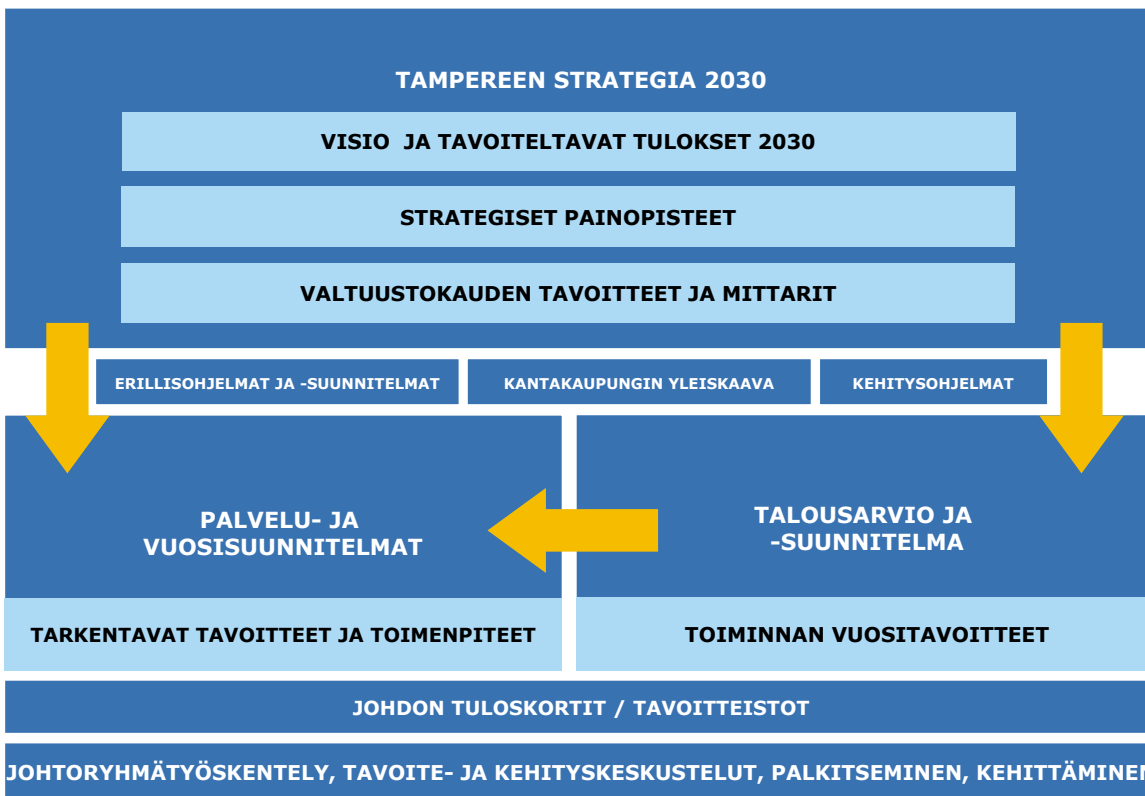 TAMPEREEN STRATEGIA 2030
VISIO JA TAVOITELTAVAT TULOKSET 2030
STRATEGISET PAINOPISTEET
VALTUUSTOKAUDEN TAVOITTEET JA MITTARIT
ERILLISOHJELMAT JA -SUUNNITELMAT
KANTAKAUPUNGIN YLEISKAAVA
KEHITYSOHJELMAT
PALVELU- JA
VUOSISUUNNITELMAT
TALOUSARVIO JA
-SUUNNITELMA
TARKENTAVAT TAVOITTEET JA TOIMENPITEET
TOIMINNAN VUOSITAVOITTEET
JOHDON TULOSKORTIT / TAVOITTEISTOT
JOHTORYHMÄTYÖSKENTELY, TAVOITE- JA KEHITYSKESKUSTELUT, PALKITSEMINEN, KEHITTÄMINEN